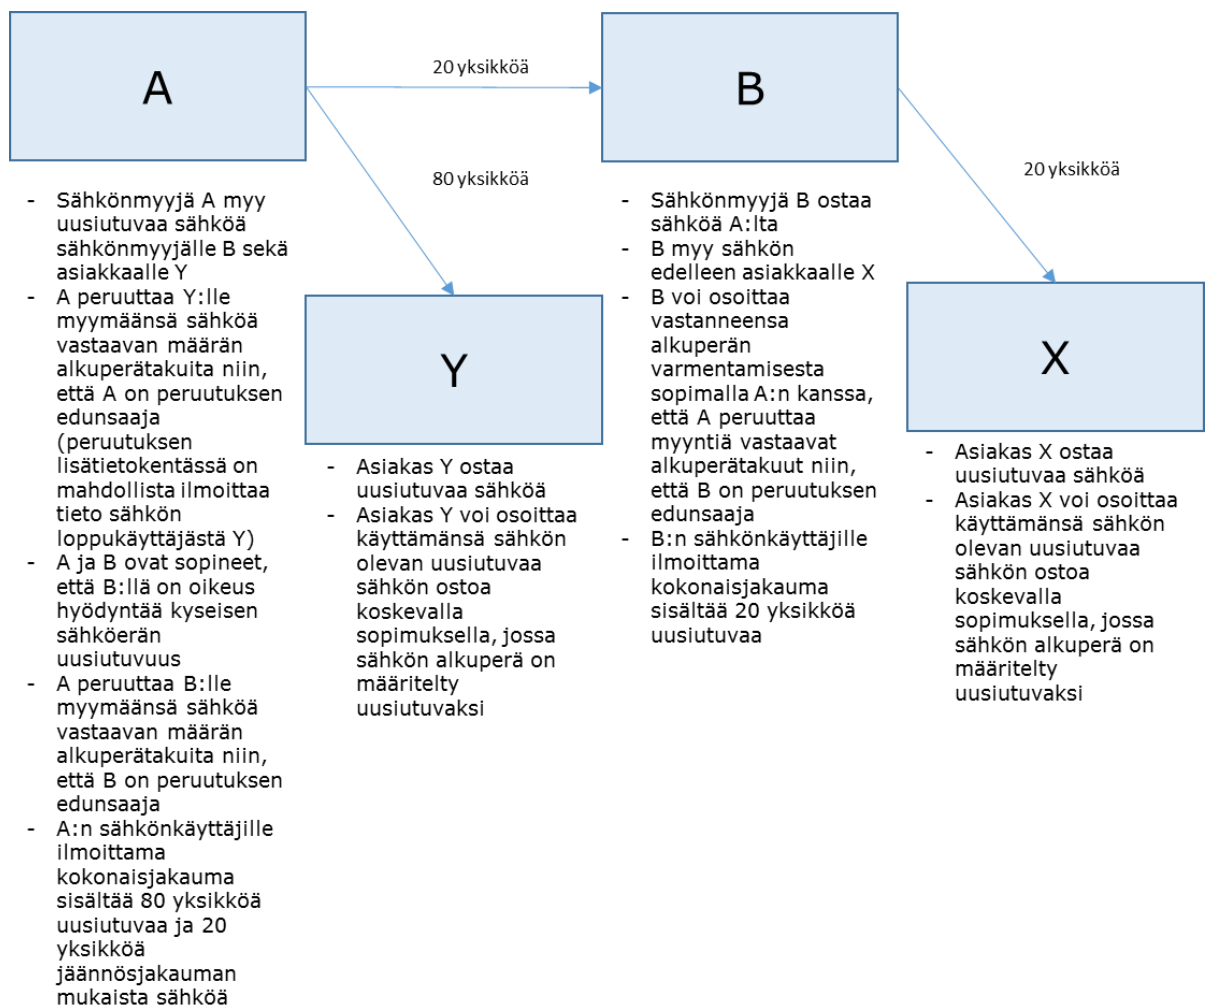 A
20 yksikköä
B
80 yksikköä
20 yksikköä
- Sähkönmyyjä A myy
uusiutuvaa sähköä
sähkönmyyjälle B sekä
asiakkaalle Y
- A peruuttaa Y:lle
myymäänsä sähköä
vastaavan määrän
alkuperätakuita niin,
että A on peruutuksen
edunsaaja
(peruutuksen
lisätietokentässä on
mahdollista ilmoittaa
tieto sähkön
loppukäyttäjästä Y)
- A ja B ovat sopineet,
että B:llä on oikeus
hyödyntää kyseisen
sähköerän
uusiutuvuus
- A peruuttaa B:lle
myymäänsä sähköä
vastaavan määrän
alkuperätakuita niin,
että B on peruutuksen
edunsaaja
- A:n sähkönkäyttäjille
ilmoittama
kokonaisjakauma
sisältää 80 yksikköä
uusiutuvaa ja 20
yksikköä
jäännösjakauman
mukaista sähköä
Y
- Asiakas Y ostaa
uusiutuvaa sähköä
- Asiakas Y voi osoittaa
käyttämänsä sähkön
olevan uusiutuvaa
sähkön ostoa
koskevalla
sopimuksella, jossa
sähkön alkuperä on
määritelty
uusiutuvaksi
- Sähkönmyyjä B ostaa
sähköä A:lta
- B myy sähkön
edelleen asiakkaalle X
- B voi osoittaa
vastanneensa
alkuperän
varmentamisesta
sopimalla A:n kanssa,
että A peruuttaa
myyntiä vastaavat
alkuperätakuut niin,
että B on peruutuksen
edunsaaja
- B:n sähkönkäyttäjille
ilmoittama
kokonaisjakauma
sisältää 20 yksikköä
uusiutuvaa
X
- Asiakas X ostaa
uusiutuvaa sähköä
- Asiakas X voi osoittaa
käyttämänsä sähkön
olevan uusiutuvaa
sähkön ostoa
koskevalla
sopimuksella, jossa
sähkön alkuperä on
määritelty
uusiutuvaksi